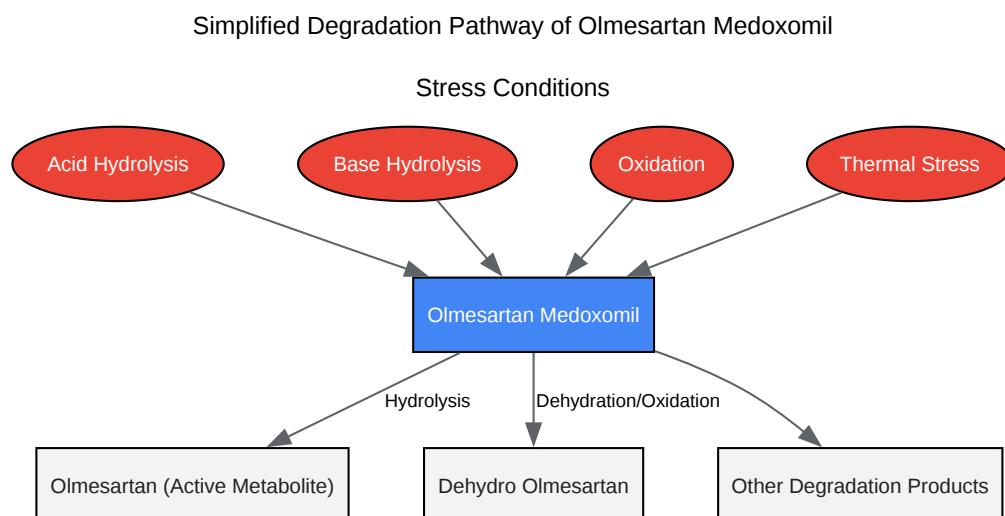 Simplified Degradation Pathway of Olmesartan Medoxomil
Stress Conditions
Acid Hydrolysis
Base Hydrolysis
Oxidation
Thermal Stress
Olmesartan Medoxomil
Hydrolysis
Dehydration/Oxidation
Olmesartan (Active Metabolite)
Dehydro Olmesartan
Other Degradation Products